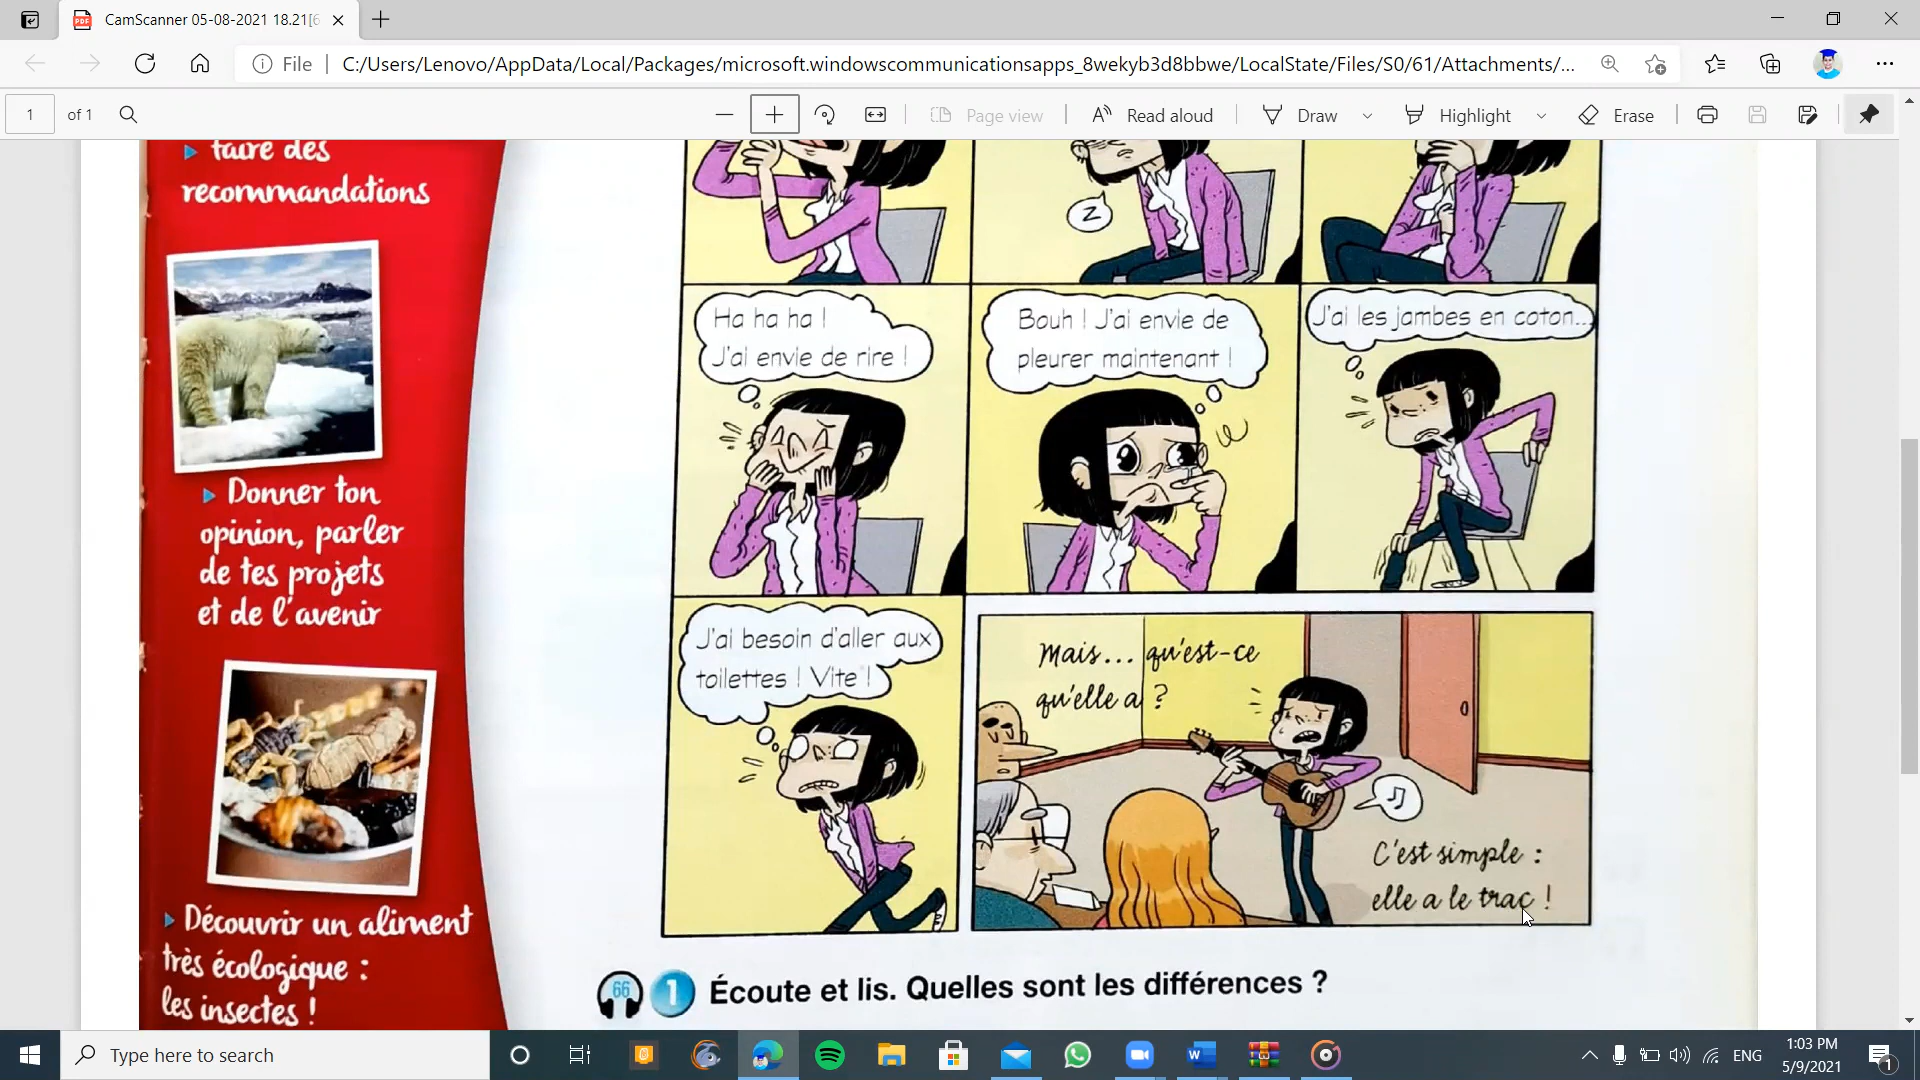 CamScanner 05-08-2021 18.21[6
File
C:/Users/Lenovo/AppData/Local/Packages/microsoft.windowscommunicationsapps_8wekyb3d8bbwe/LocalState/Files/S0/61/Attachments/...
1 of 1
Page view
Read aloud
Draw
Highlight
Erase
faire des
recommandations
Donner ton
opinion, parler
de tes projets
et de l'avenir
Découvrir un aliment
très écologique :
les insectes !
Z
Ha ha ha !
J'ai envie de rire !
Bouh ! J'ai envie de
pleurer maintenant !
J'ai les jambes en coton...
J'ai besoin d'aller aux
toilettes ! Vite !
Mais... qu'est-ce
qu'elle a ?
C'est simple :
elle a le trac !
66 1 Écoute et lis. Quelles sont les différences ?
Type here to search
ENG
1:03 PM
5/9/2021
1